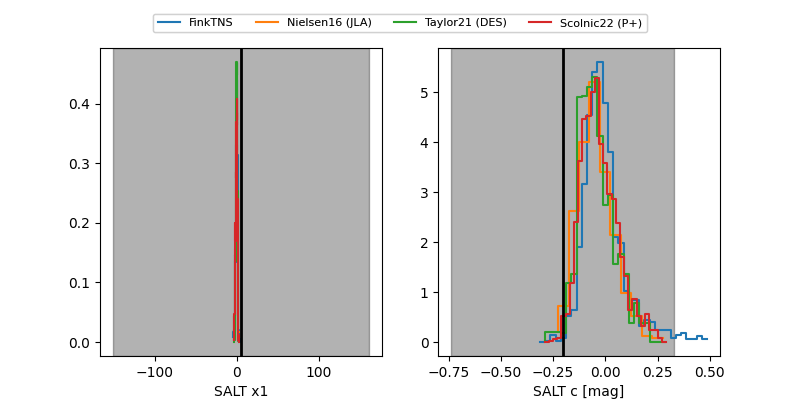 FinkTNS Nielsen16 (JLA) Taylor21 (DES) Scolnic22 (P+)
0.4
0.3
0.2
0.1
0.0
−100 0 100
SALT x1
5
4
3
2
1
0
−0.75 −0.50 −0.25 0.00 0.25 0.50
SALT c [mag]